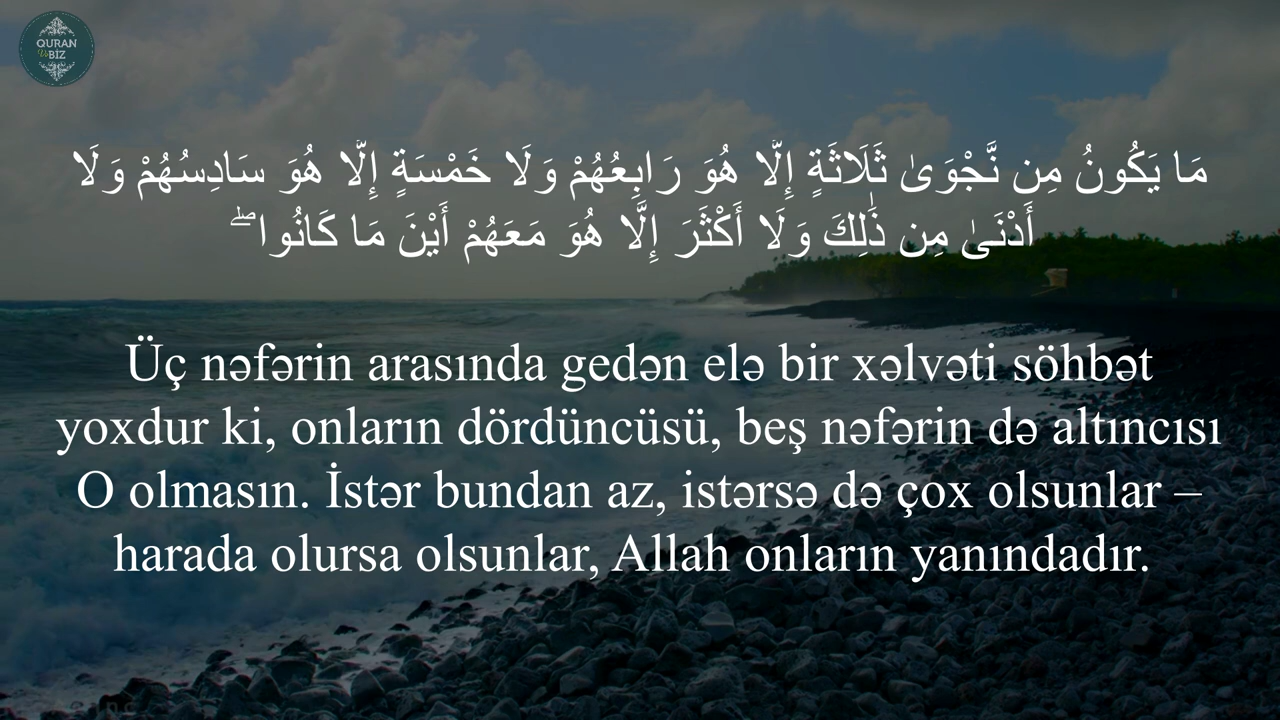 QURAN
Və
BİZ
مَا يَكُونُ مِن نَّجْوَىٰ ثَلَاثَةٍ إِلَّا هُوَ رَابِعُهُمْ وَلَا خَمْسَةٍ إِلَّا هُوَ سَادِسُهُمْ وَلَا
أَدْنَىٰ مِن ذَٰلِكَ وَلَا أَكْثَرَ إِلَّا هُوَ مَعَهُمْ أَيْنَ مَا كَانُوا ۖ
Üç nəfərin arasında gedən elə bir xəlvəti söhbət
yoxdur ki, onların dördüncüsü, beş nəfərin də altıncısı
O olmasın. İstər bundan az, istərsə də çox olsunlar –
harada olursa olsunlar, Allah onların yanındadır.